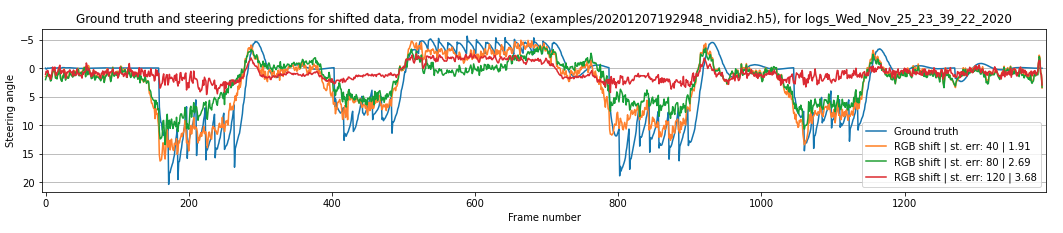 Ground truth and steering predictions for shifted data, from model nvidia2 (examples/20201207192948_nvidia2.h5), for logs_Wed_Nov_25_23_39_22_2020
Steering angle
−5
0
5
10
15
20
Ground truth
RGB shift | st. err: 40 | 1.91
RGB shift | st. err: 80 | 2.69
RGB shift | st. err: 120 | 3.68
0
200
400
600
800
1000
1200
Frame number